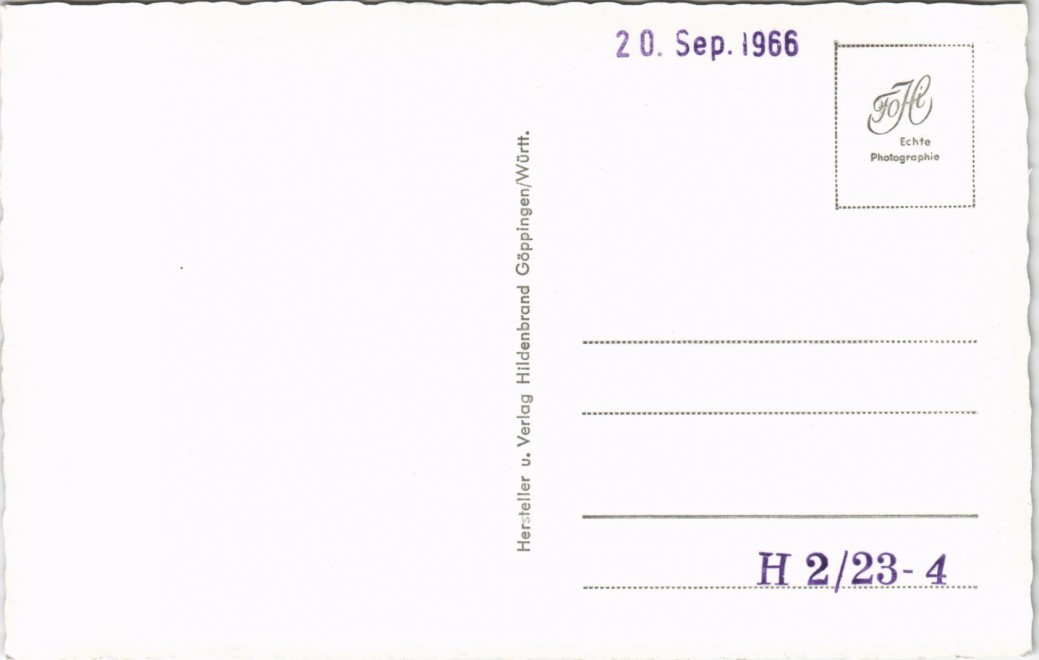 20. Sep. 1966
FoHi
Echte
Photographie
Hersteller u. Verlag Hildenbrand Göppingen/Württ.
H 2/23-4